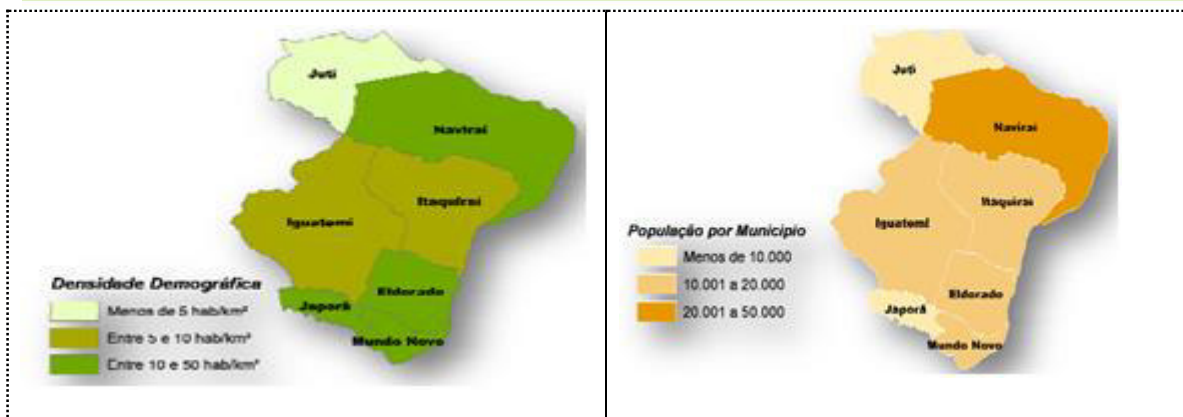 Juti
Naviraí
Itaquiraí
Iguatemi
Eldorado
Japorã
Mundo Novo
Densidade Demográfica
Menos de 5 hab/km²
Entre 5 e 10 hab/km²
Entre 10 e 50 hab/km²
Juti
Naviraí
Itaquiraí
Iguatemi
Eldorado
Japorã
Mundo Novo
População por Município
Menos de 10.000
10.001 a 20.000
20.001 a 50.000